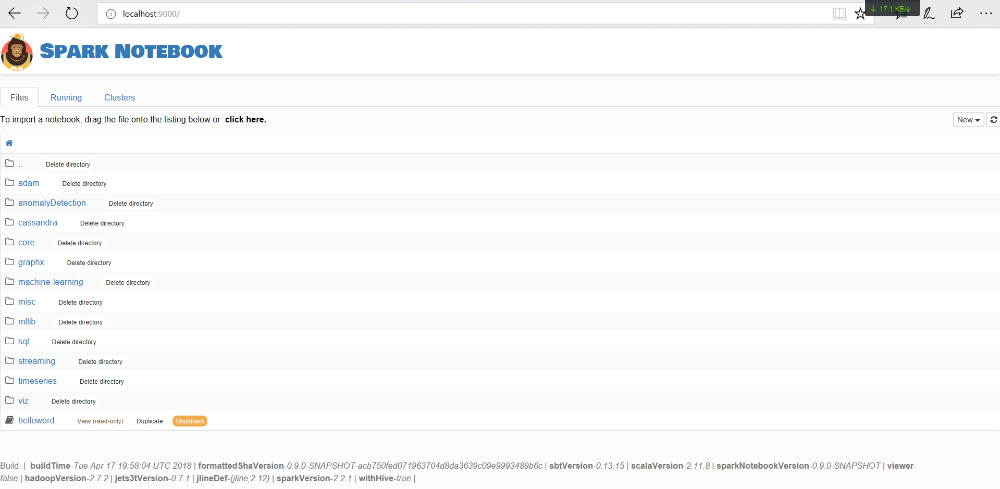 localhost:9000/
↓ 17.1 KB/s
Spark Notebook
Files Running Clusters
To import a notebook, drag the file onto the listing below or click here.
New
.. Delete directory
adam Delete directory
anomalyDetection Delete directory
cassandra Delete directory
core Delete directory
graphx Delete directory
machine-learning Delete directory
misc Delete directory
mllib Delete directory
sql Delete directory
streaming Delete directory
timeseries Delete directory
viz Delete directory
helloword View (read-only) Duplicate Shutdown
Build: | buildTime-Tue Apr 17 19:58:04 UTC 2018 | formattedShaVersion-0.9.0-SNAPSHOT-acb750fed071963704d8da3639c09e9993489b6c | sbtVersion-0.13.15 | scalaVersion-2.11.8 | sparkNotebookVersion-0.9.0-SNAPSHOT | viewer-
false | hadoopVersion-2.7.2 | jets3tVersion-0.7.1 | jlineDef-(jline,2.12) | sparkVersion-2.2.1 | withHive-true |.